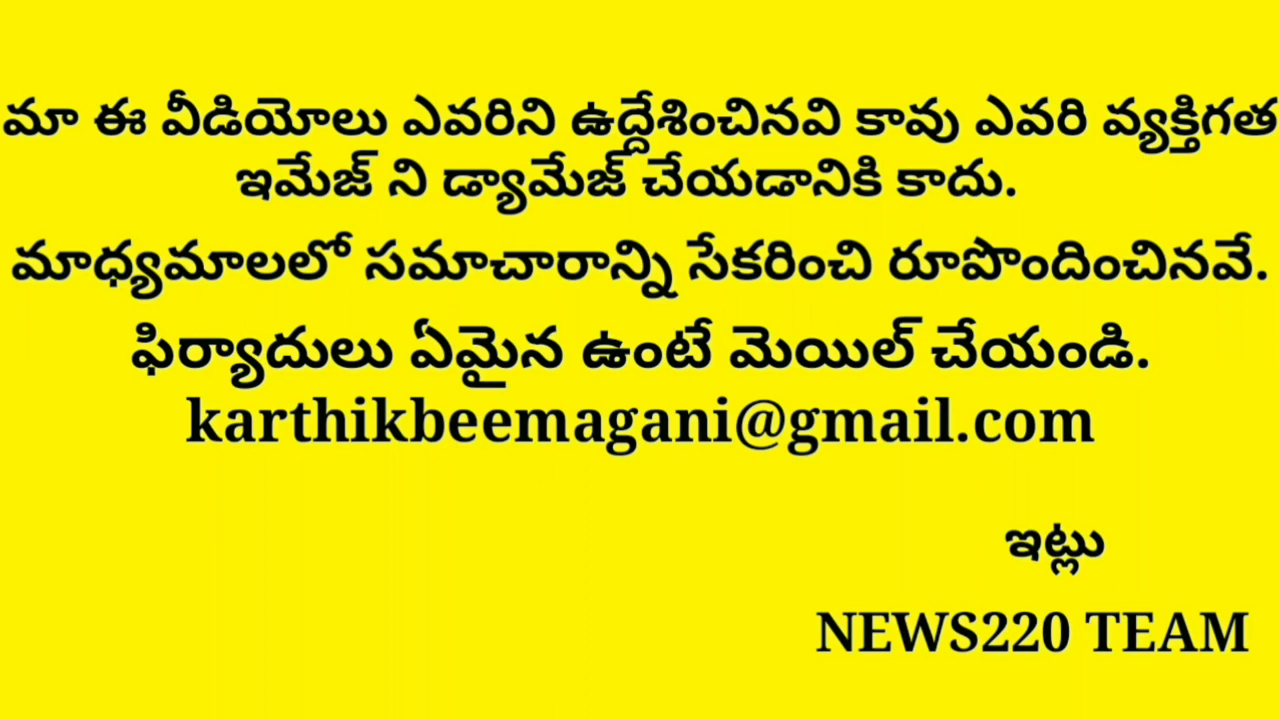 మా ఈ వీడియోలు ఎవరిని ఉద్దేశించినవి కావు ఎవరి వ్యక్తిగత
ఇమేజ్ ని డ్యామేజ్ చేయడానికి కాదు.
మాధ్యమాలలో సమాచారాన్ని సేకరించి రూపొందించినవే.
ఫిర్యాదులు ఏమైన ఉంటే మెయిల్ చేయండి.
karthikbeemagani@gmail.com
ఇట్లు
NEWS220 TEAM